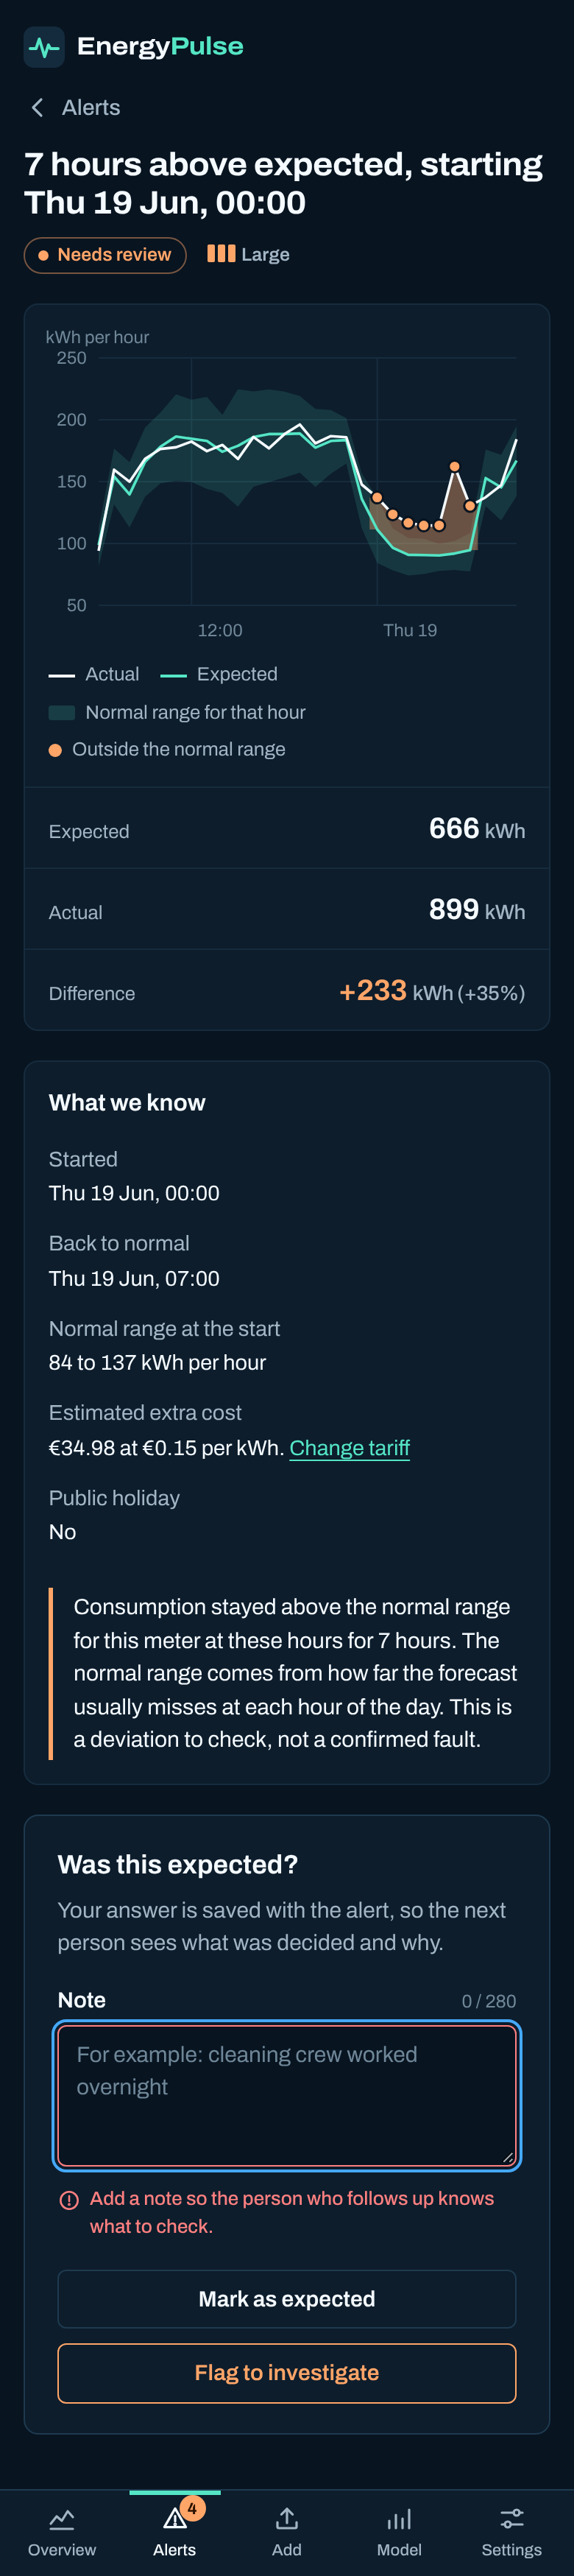 EnergyPulse
Alerts
7 hours above expected, starting
Thu 19 Jun, 00:00
Needs review
Large
kWh per hour
250
200
150
100
50
12:00
Thu 19
Actual
Expected
Normal range for that hour
Outside the normal range
Expected
666 kWh
Actual
899 kWh
Difference
+233 kWh (+35%)
What we know
Started
Thu 19 Jun, 00:00
Back to normal
Thu 19 Jun, 07:00
Normal range at the start
84 to 137 kWh per hour
Estimated extra cost
€34.98 at €0.15 per kWh. Change tariff
Public holiday
No
Consumption stayed above the normal range
for this meter at these hours for 7 hours. The
normal range comes from how far the forecast
usually misses at each hour of the day. This is
a deviation to check, not a confirmed fault.
Was this expected?
Your answer is saved with the alert, so the next
person sees what was decided and why.
Note
0 / 280
For example: cleaning crew worked
overnight
Add a note so the person who follows up knows
what to check.
Mark as expected
Flag to investigate
4
Overview
Alerts
Add
Model
Settings